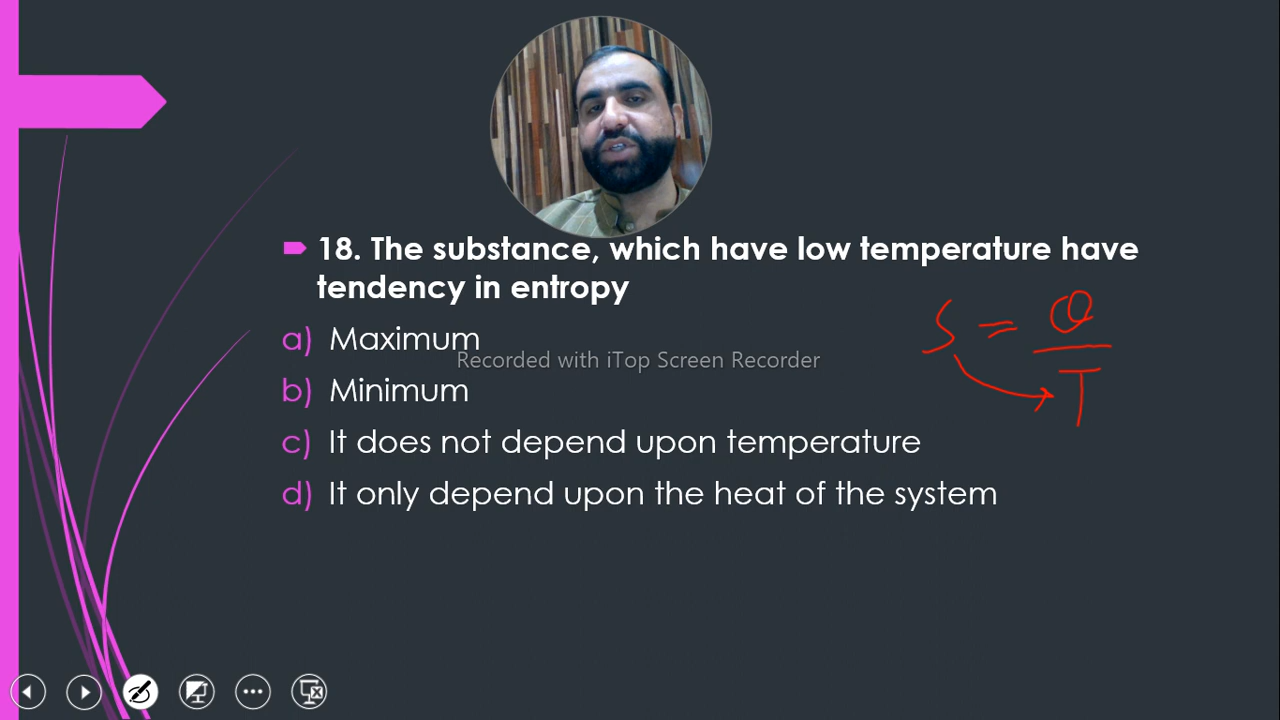 18. The substance, which have low temperature have
tendency in entropy
a) Maximum
Recorded with iTop Screen Recorder
b) Minimum
c) It does not depend upon temperature
d) It only depend upon the heat of the system
S = Q
T